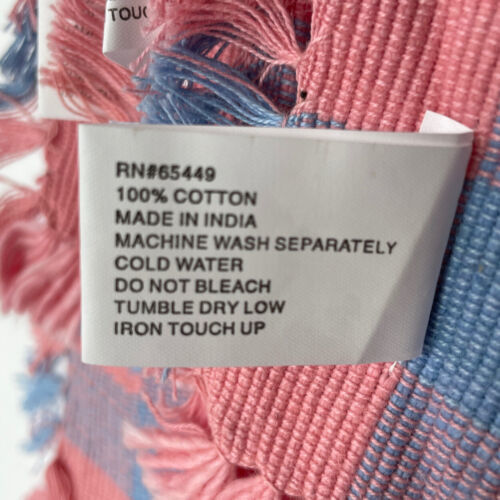 TOUC
RN#65449
100% COTTON
MADE IN INDIA
MACHINE WASH SEPARATELY
COLD WATER
DO NOT BLEACH
TUMBLE DRY LOW
IRON TOUCH UP